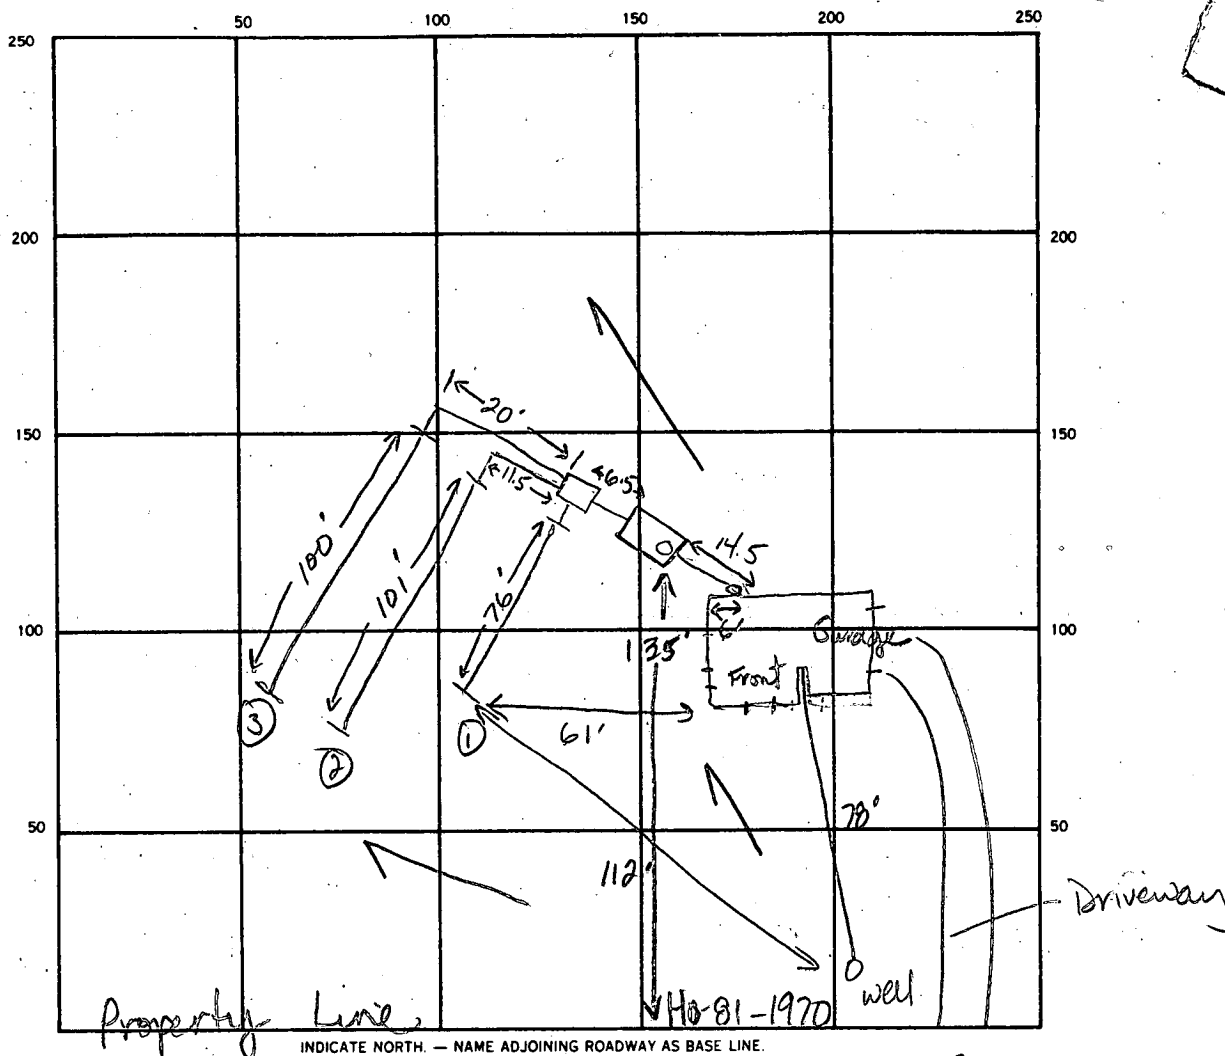 50 100 150 200 250
250
200 200
20'
150 150
46.5
11.5
14.5
100'
101'
76'
6'
100 100
135'
Front
61'
3
1
2
50 50
78'
112'
Driveway
well
Property Line
HO-81-1970
INDICATE NORTH. — NAME ADJOINING ROADWAY AS BASE LINE.